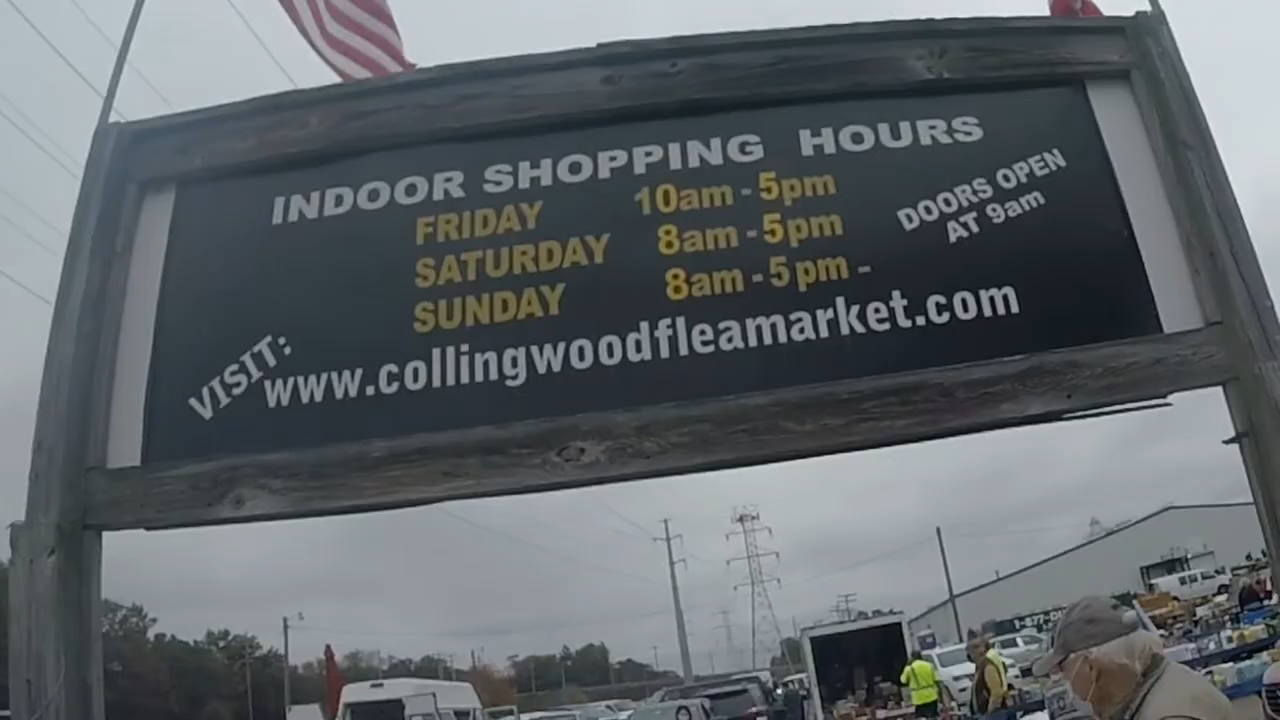 INDOOR SHOPPING HOURS
FRIDAY 10am - 5pm
SATURDAY 8am - 5pm
SUNDAY 8am - 5pm -
DOORS OPEN
AT 9am
VISIT:
www.collingwoodfleamarket.com